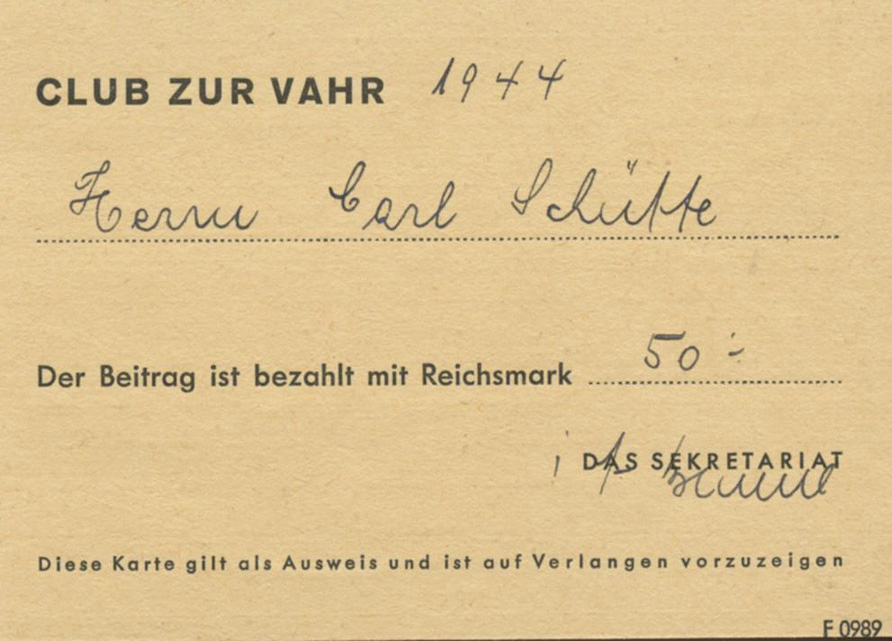 CLUB ZUR VAHR 1944
Herrn Carl Schütte
Der Beitrag ist bezahlt mit Reichsmark 50.-
DAS SEKRETARIAT
Diese Karte gilt als Ausweis und ist auf Verlangen vorzuzeigen
F 0989